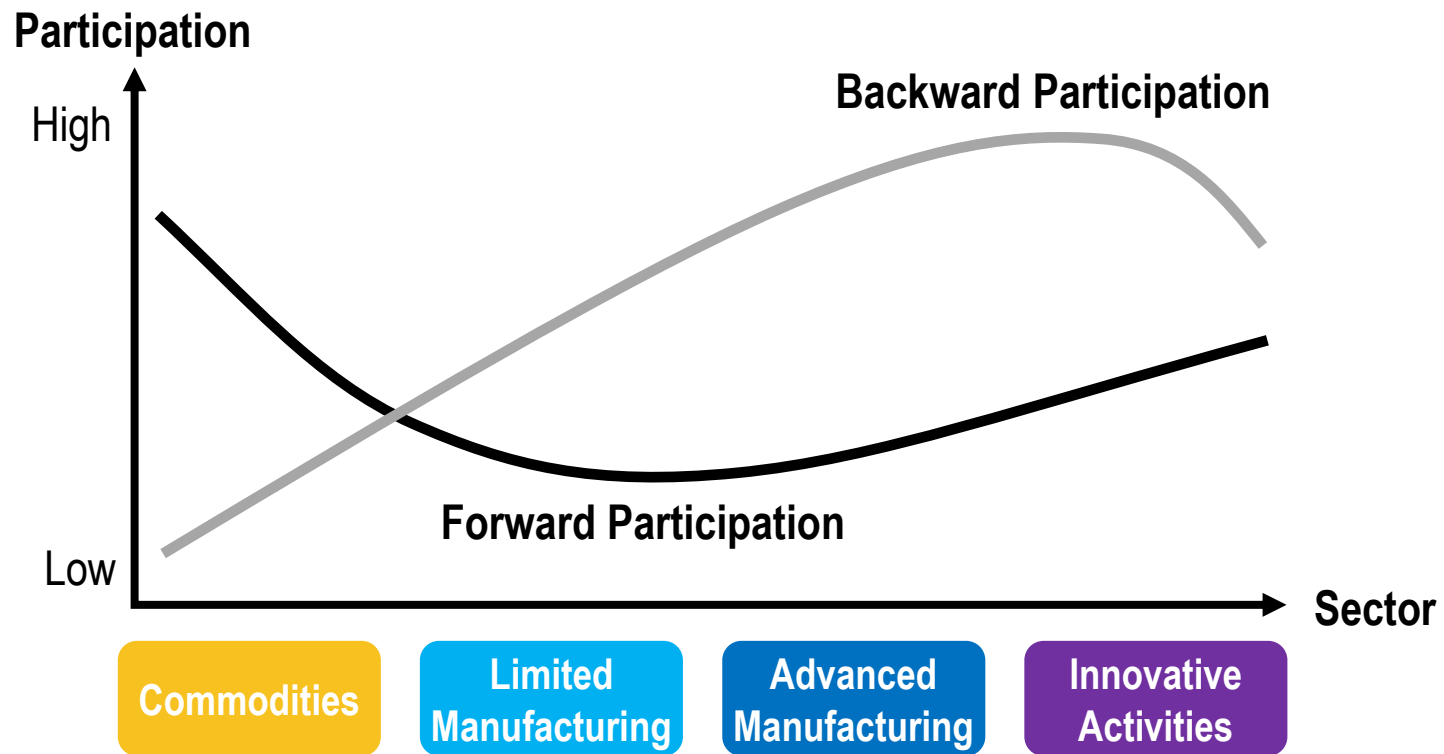 Participation
High
Backward Participation
Forward Participation
Low
Sector
Commodities
Limited
Manufacturing
Advanced
Manufacturing
Innovative
Activities